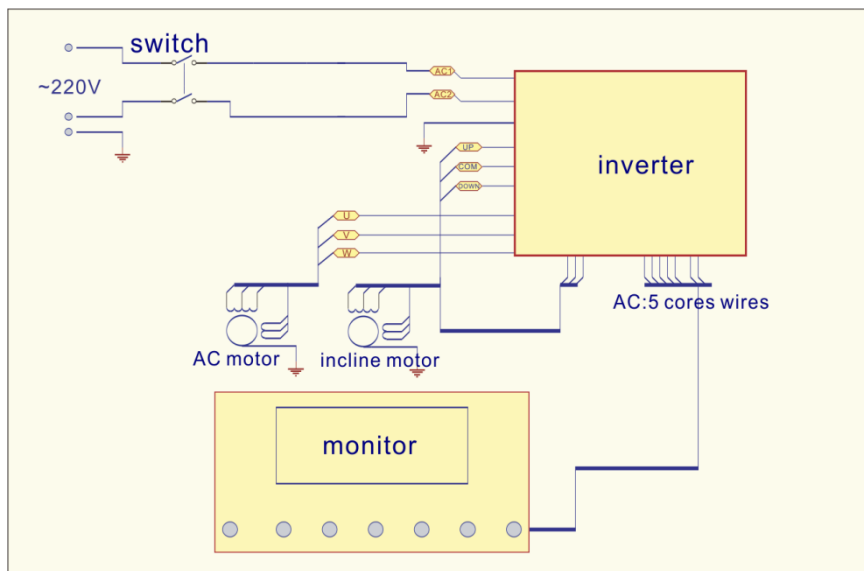 switch
~220V
AC1
AC2
UP
COM
DOWN
inverter
U
V
W
AC:5 cores wires
AC motor
incline motor
monitor